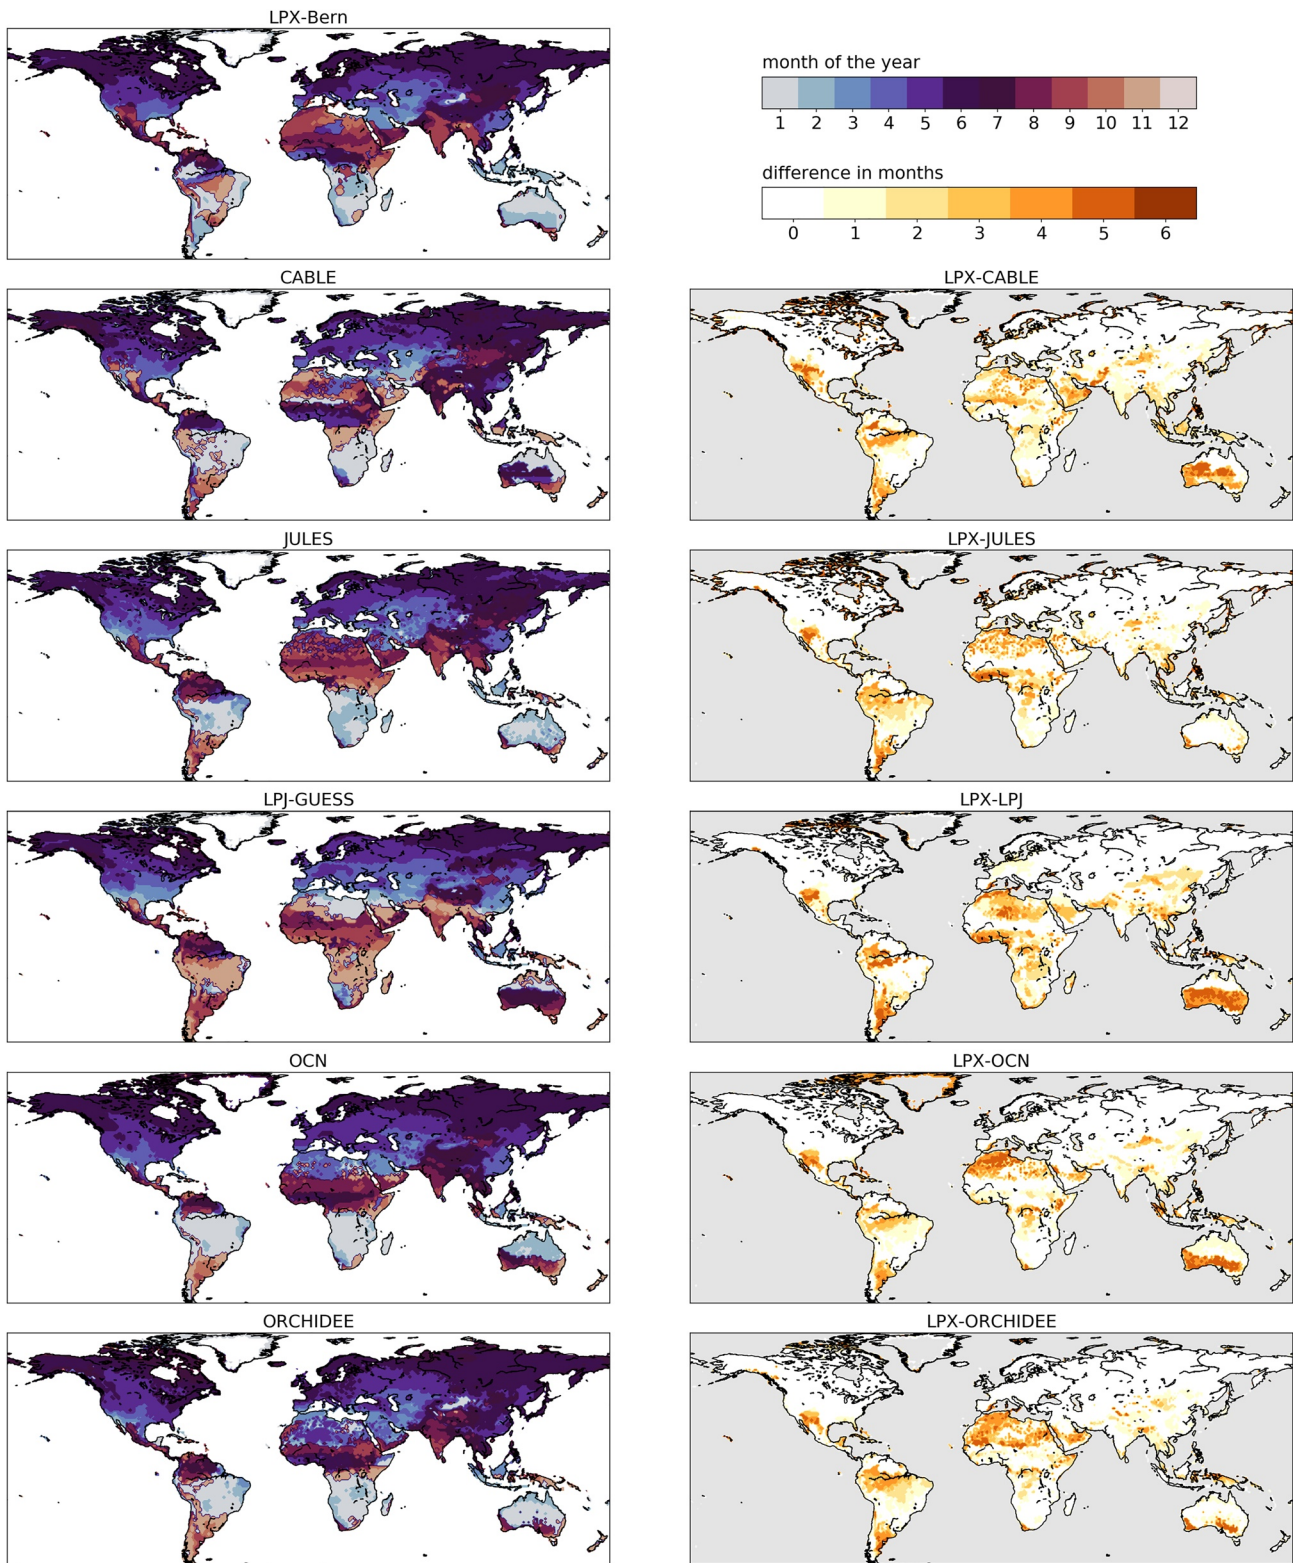 LPX-Bern
month of the year
1 2 3 4 5 6 7 8 9 10 11 12
difference in months
0 1 2 3 4 5 6
CABLE
LPX-CABLE
JULES
LPX-JULES
LPJ-GUESS
LPX-LPJ
OCN
LPX-OCN
ORCHIDEE
LPX-ORCHIDEE